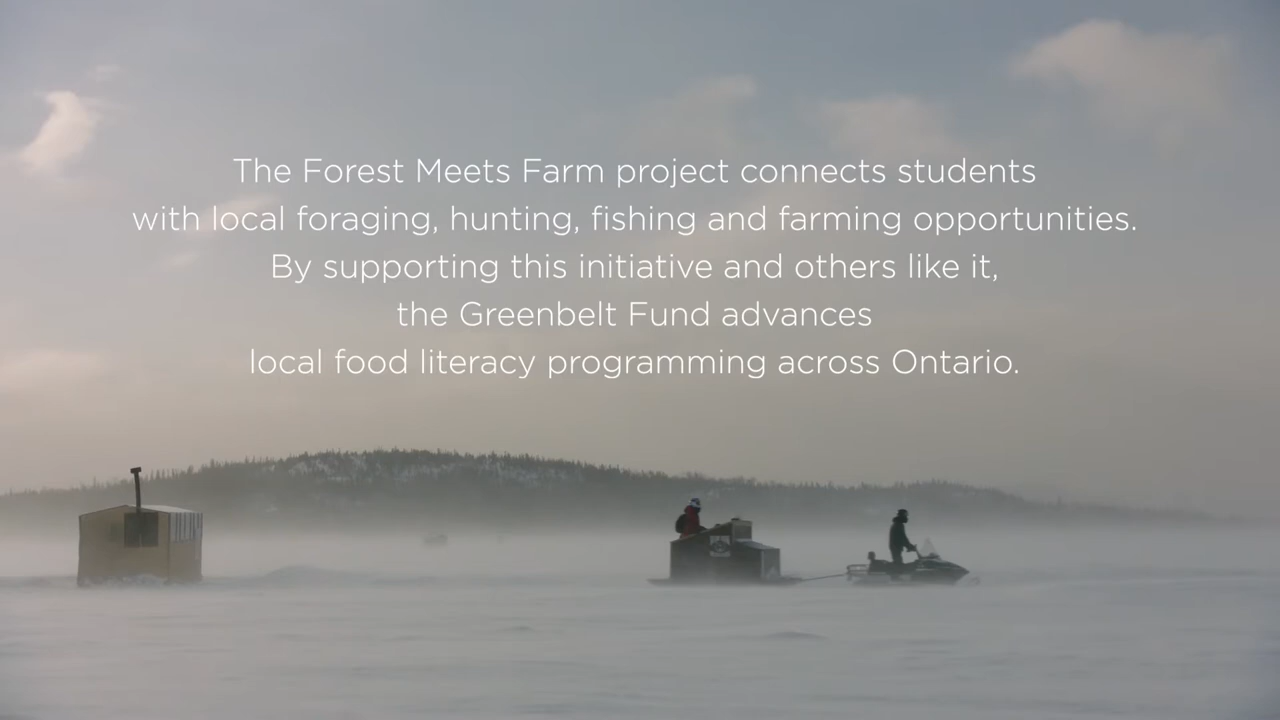 The Forest Meets Farm project connects students
with local foraging, hunting, fishing and farming opportunities.
By supporting this initiative and others like it,
the Greenbelt Fund advances
local food literacy programming across Ontario.